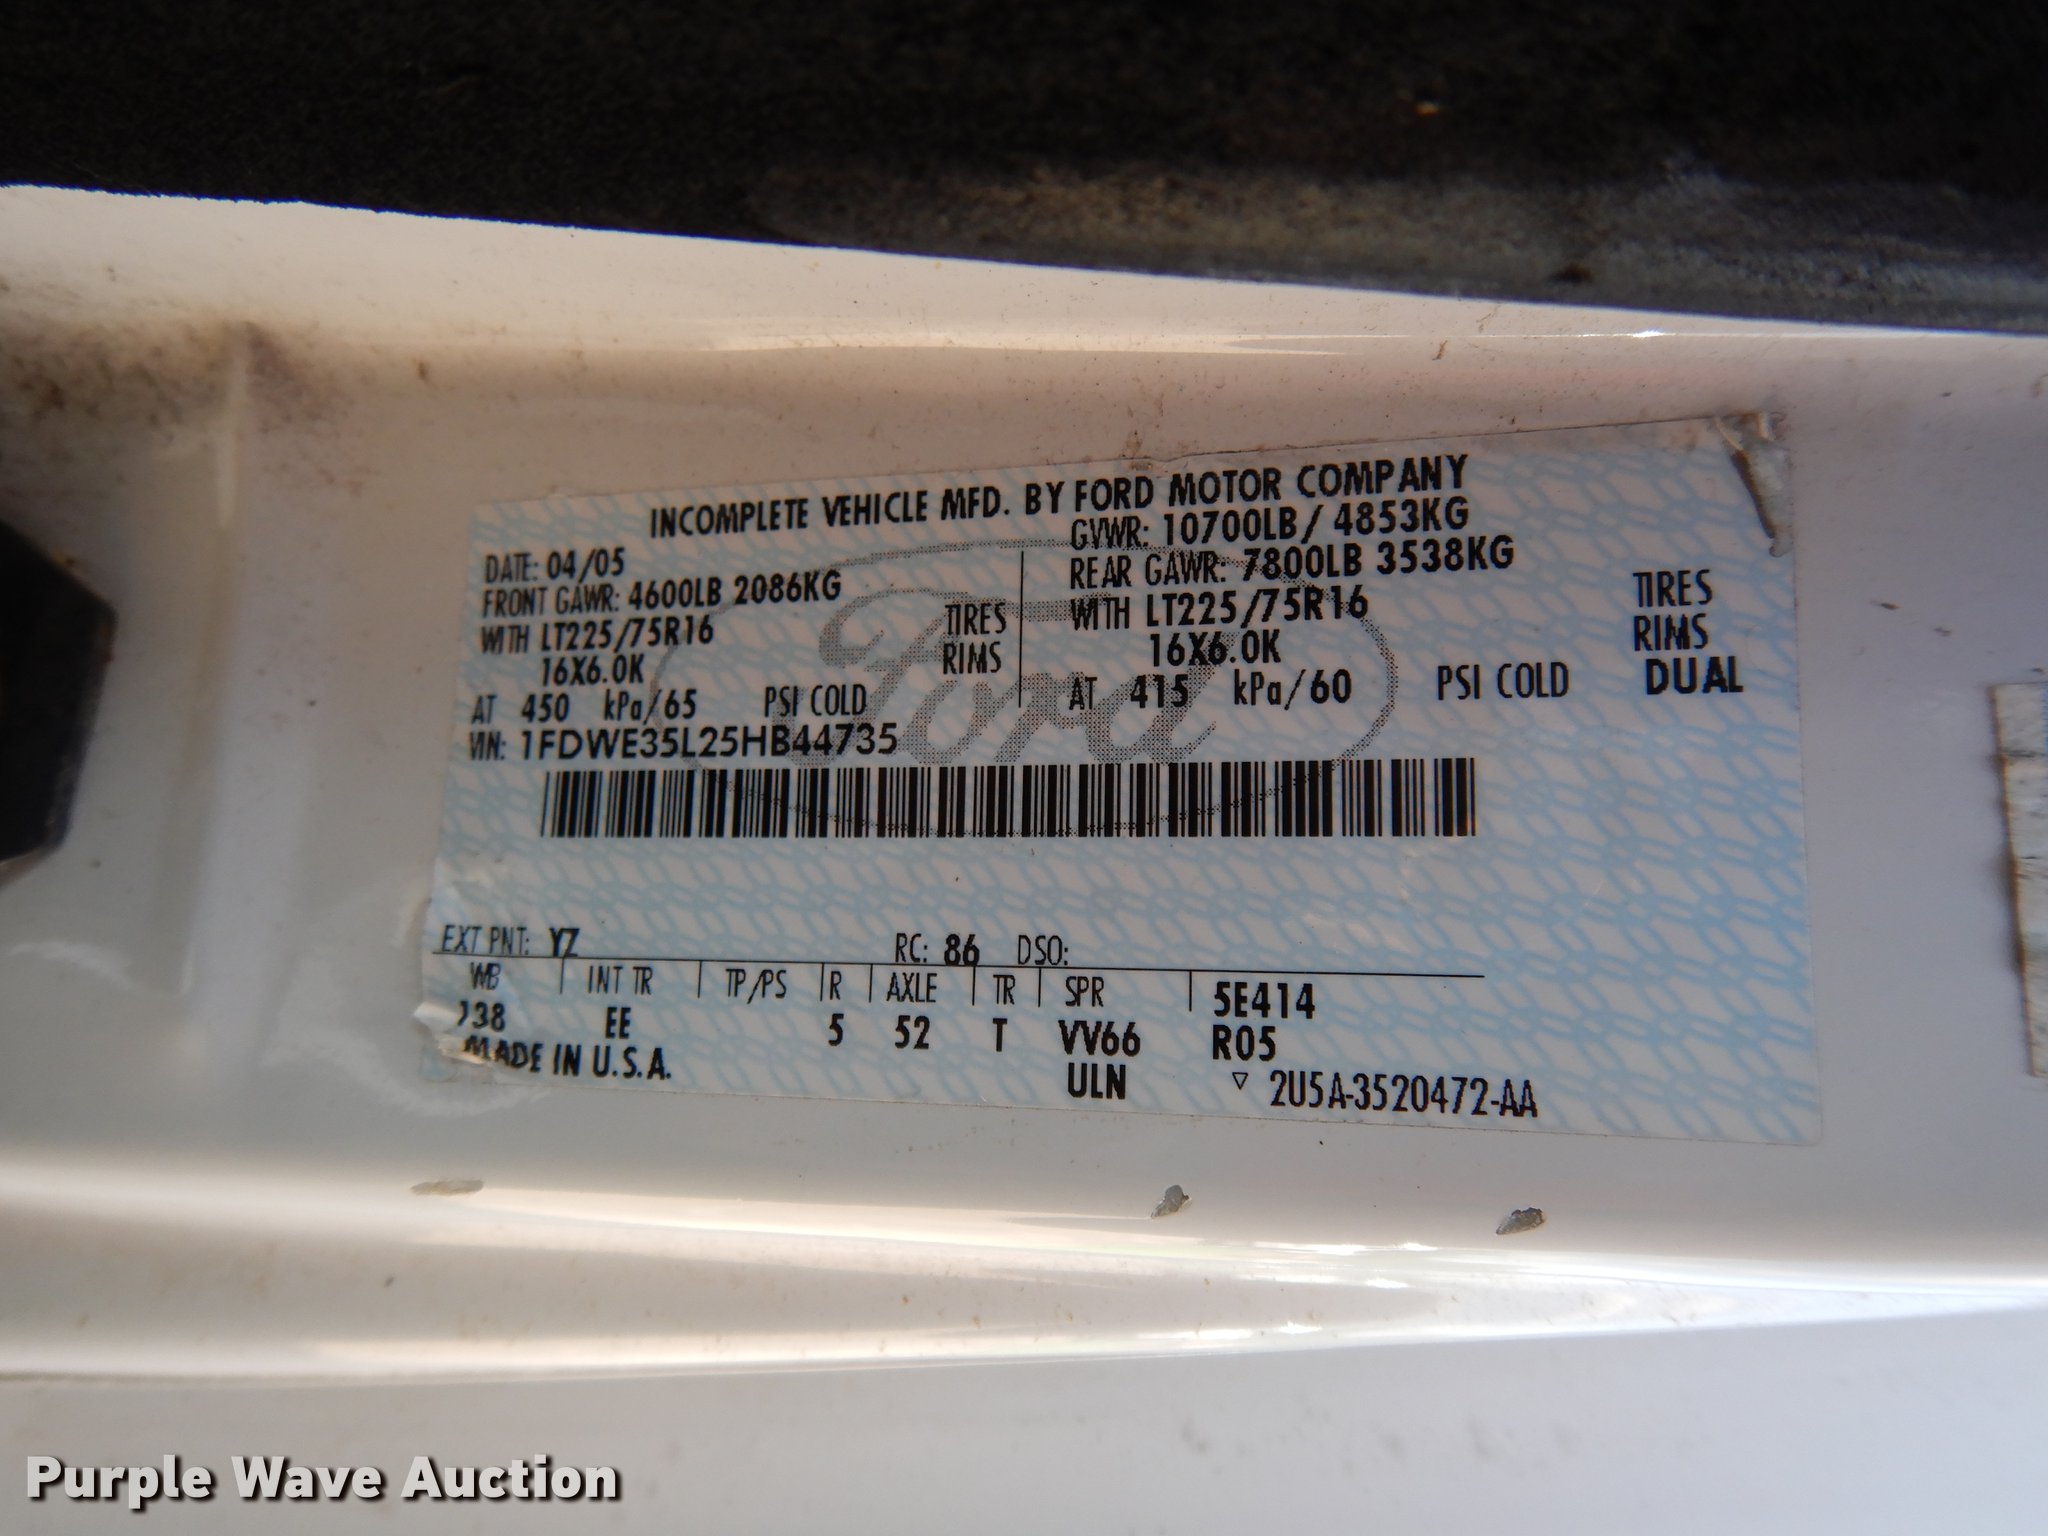 INCOMPLETE VEHICLE MFD. BY FORD MOTOR COMPANY
DATE: 04/05
GVWR: 10700LB/ 4853KG
FRONT GAWR: 4600LB 2086KG
REAR GAWR: 7800LB 3538KG
WITH LT225/75R16 TIRES
WITH LT225/75R16 TIRES
16X6.0K RIMS
16X6.0K RIMS
AT 450 kPa/65 PSI COLD
AT 415 kPa/60 PSI COLD DUAL
VIN: 1FDWE35L25HB44735
Ford
EXT PNT: YZ RC: 86 DSO:
WB INT TR TP/PS R AXLE TR SPR 5E414
138 EE 5 52 T VV66 R05
MADE IN U.S.A. ULN ▽ 2U5A-3520472-AA
Purple Wave Auction